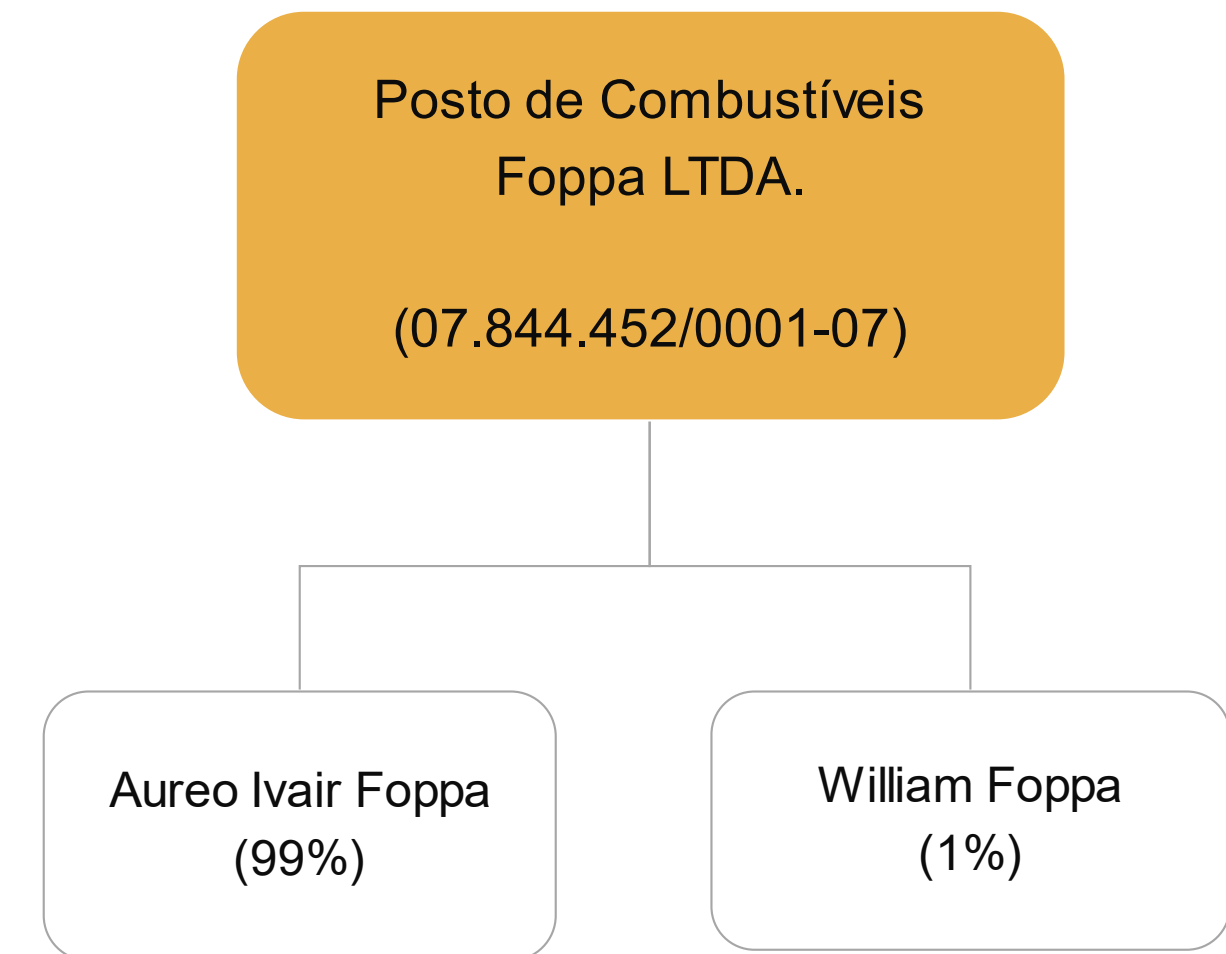 Posto de Combustíveis
Foppa LTDA.
(07.844.452/0001-07)
Aureo Ivair Foppa
(99%)
William Foppa
(1%)